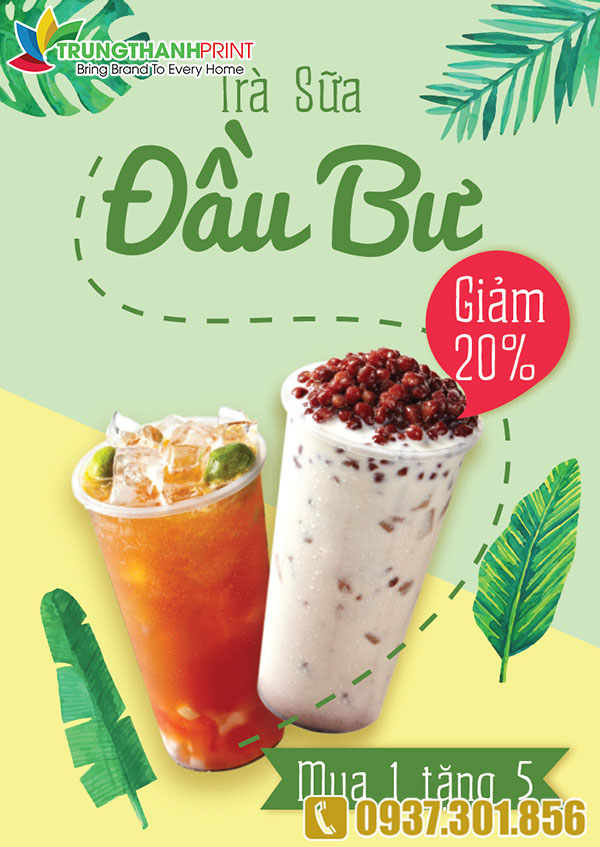 TRUNGTHANHPRINT
Bring Brand To Every Home
Trà Sữa
Đầu Bư
Giảm
20%
Mua 1 tặng 5
0937.301.856